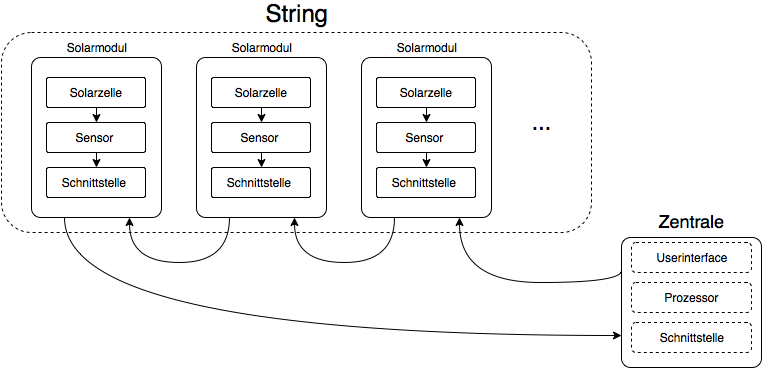 String
Solarmodul
Solarmodul
Solarmodul
Solarzelle
Solarzelle
Solarzelle
Sensor
Sensor
Sensor
...
Schnittstelle
Schnittstelle
Schnittstelle
Zentrale
Userinterface
Prozessor
Schnittstelle